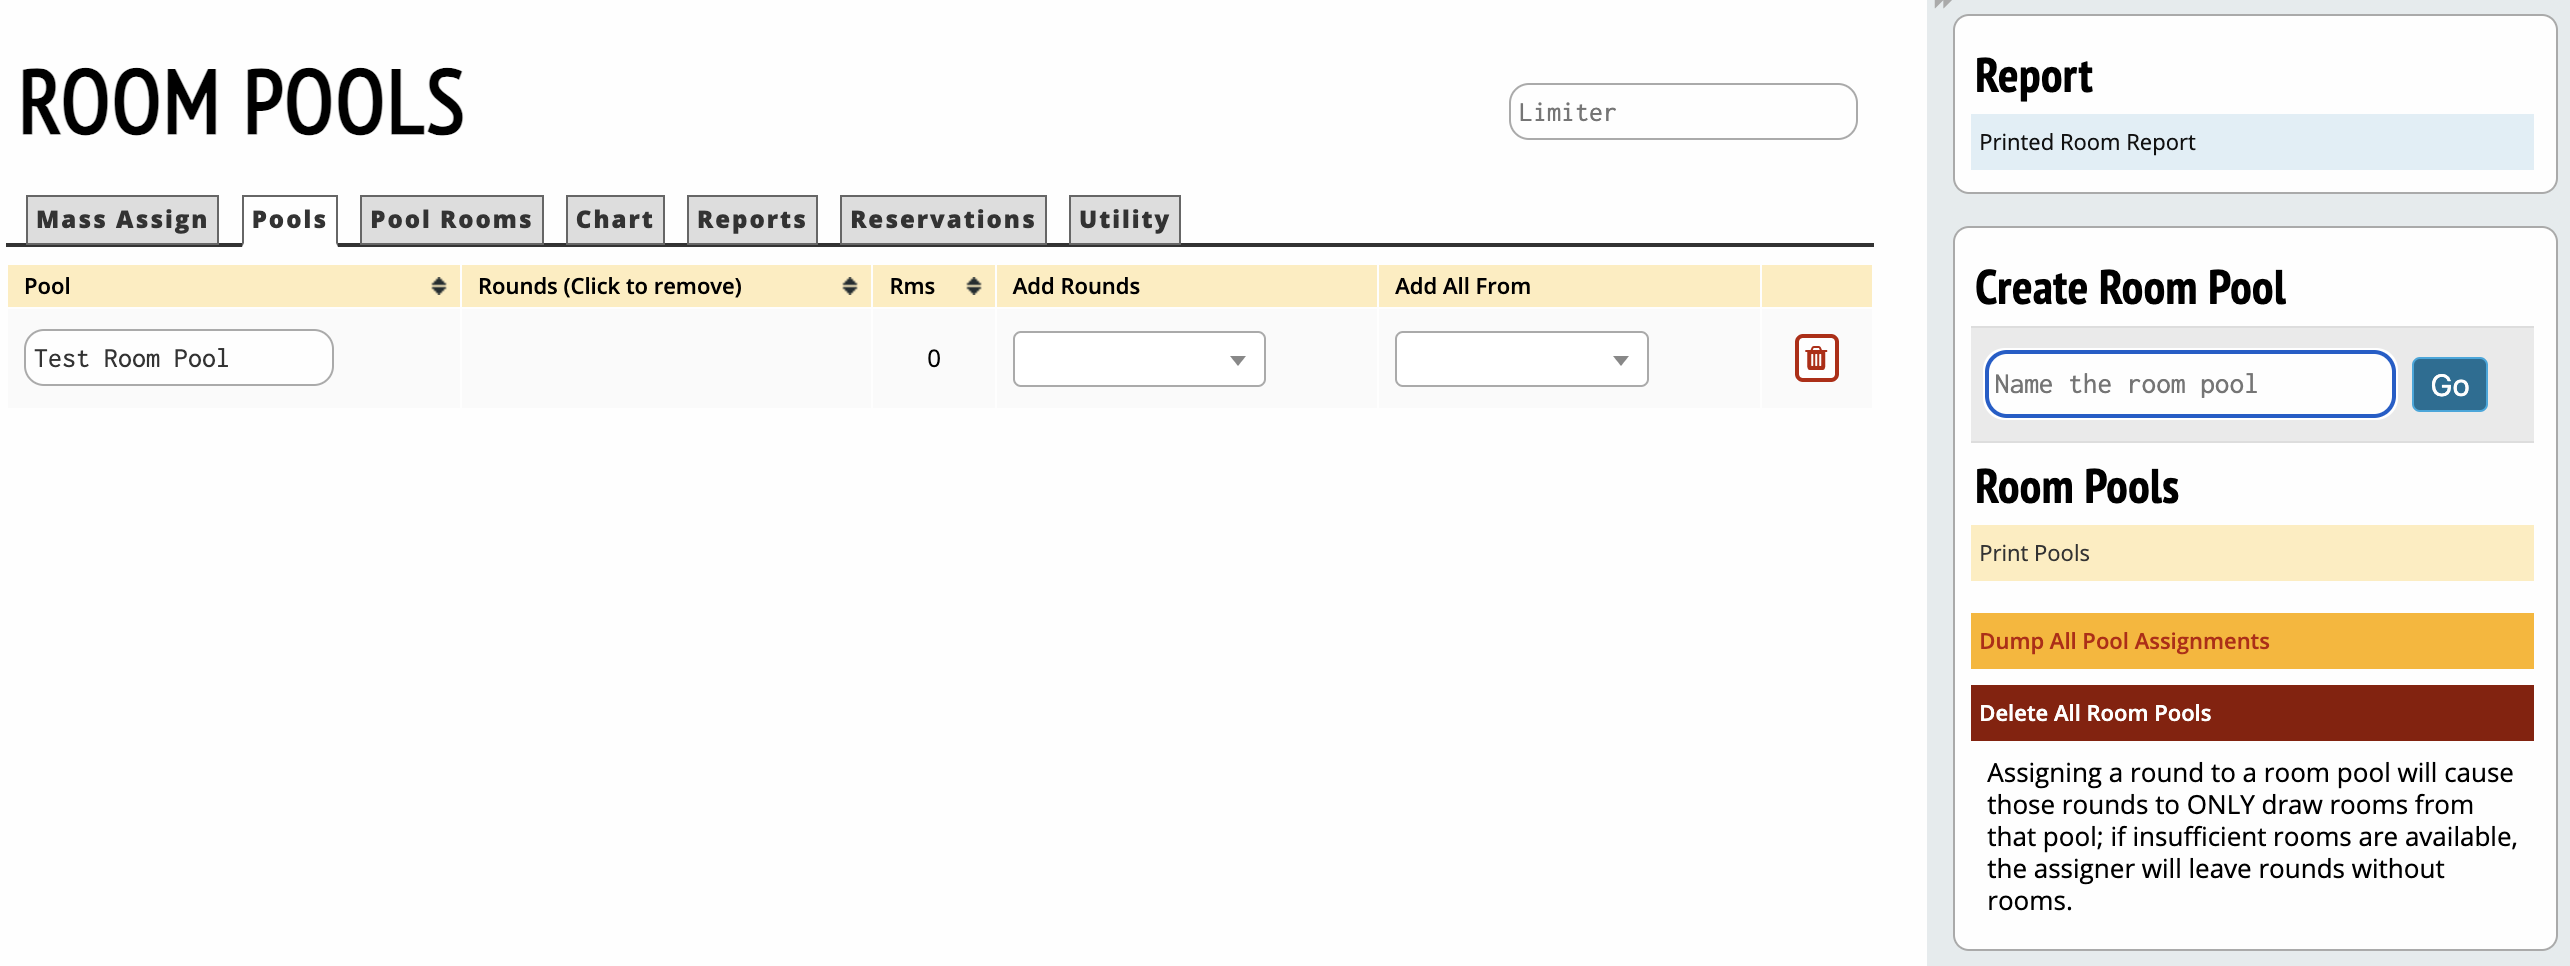 ROOM POOLS
Limiter
Mass Assign Pools Pool Rooms Chart Reports Reservations Utility
Pool Rounds (Click to remove) Rms Add Rounds Add All From
Test Room Pool 0
Report
Printed Room Report
Create Room Pool
Name the room pool Go
Room Pools
Print Pools
Dump All Pool Assignments
Delete All Room Pools
Assigning a round to a room pool will cause
those rounds to ONLY draw rooms from
that pool; if insufficient rooms are available,
the assigner will leave rounds without
rooms.